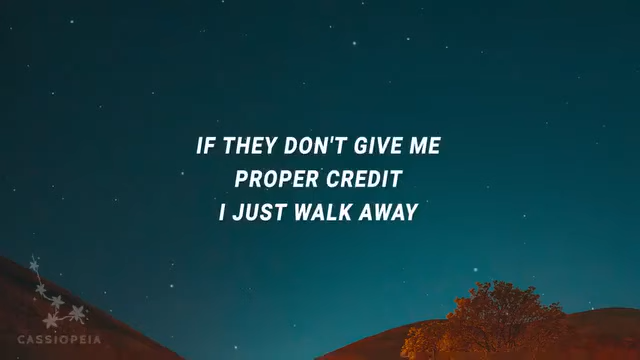 IF THEY DON'T GIVE ME
PROPER CREDIT
I JUST WALK AWAY
CASSIOPEIA